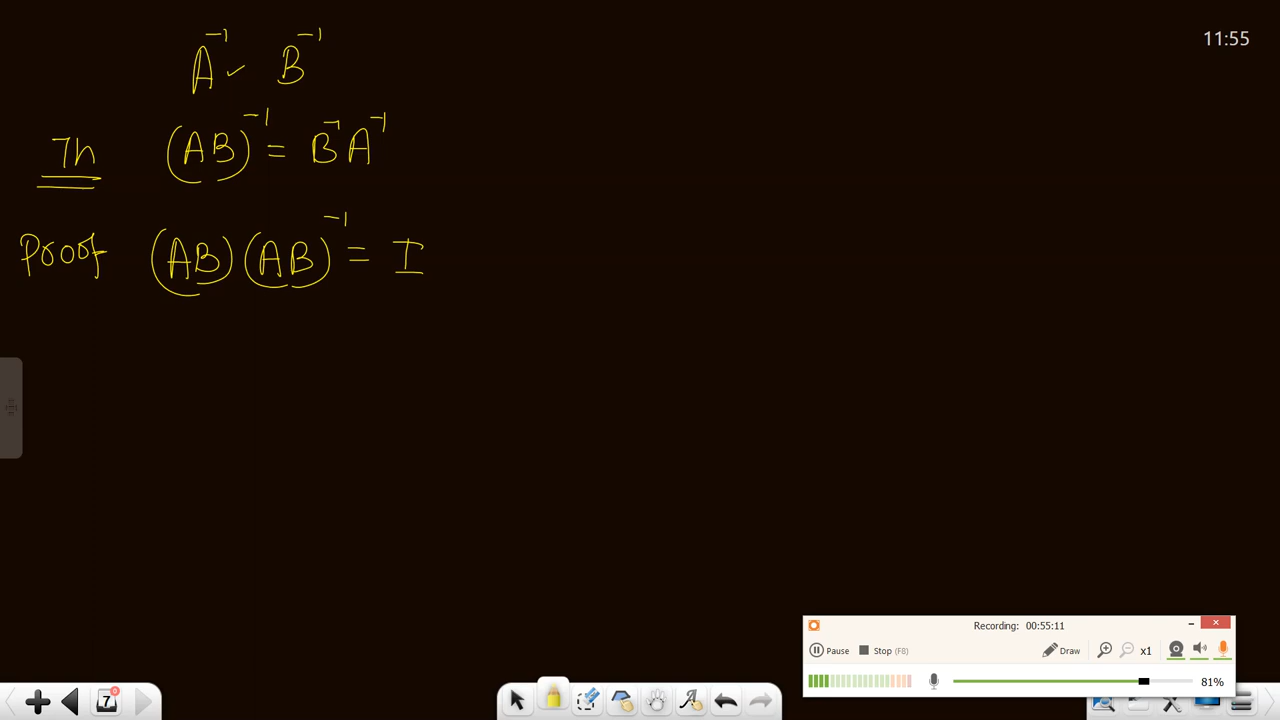 11:55
A⁻¹✓ B⁻¹
Th (AB)⁻¹ = B⁻¹A⁻¹
Proof (AB)(AB)⁻¹ = I
Recording: 00:55:11
Pause Stop (F8) Draw x1
81%
7 0